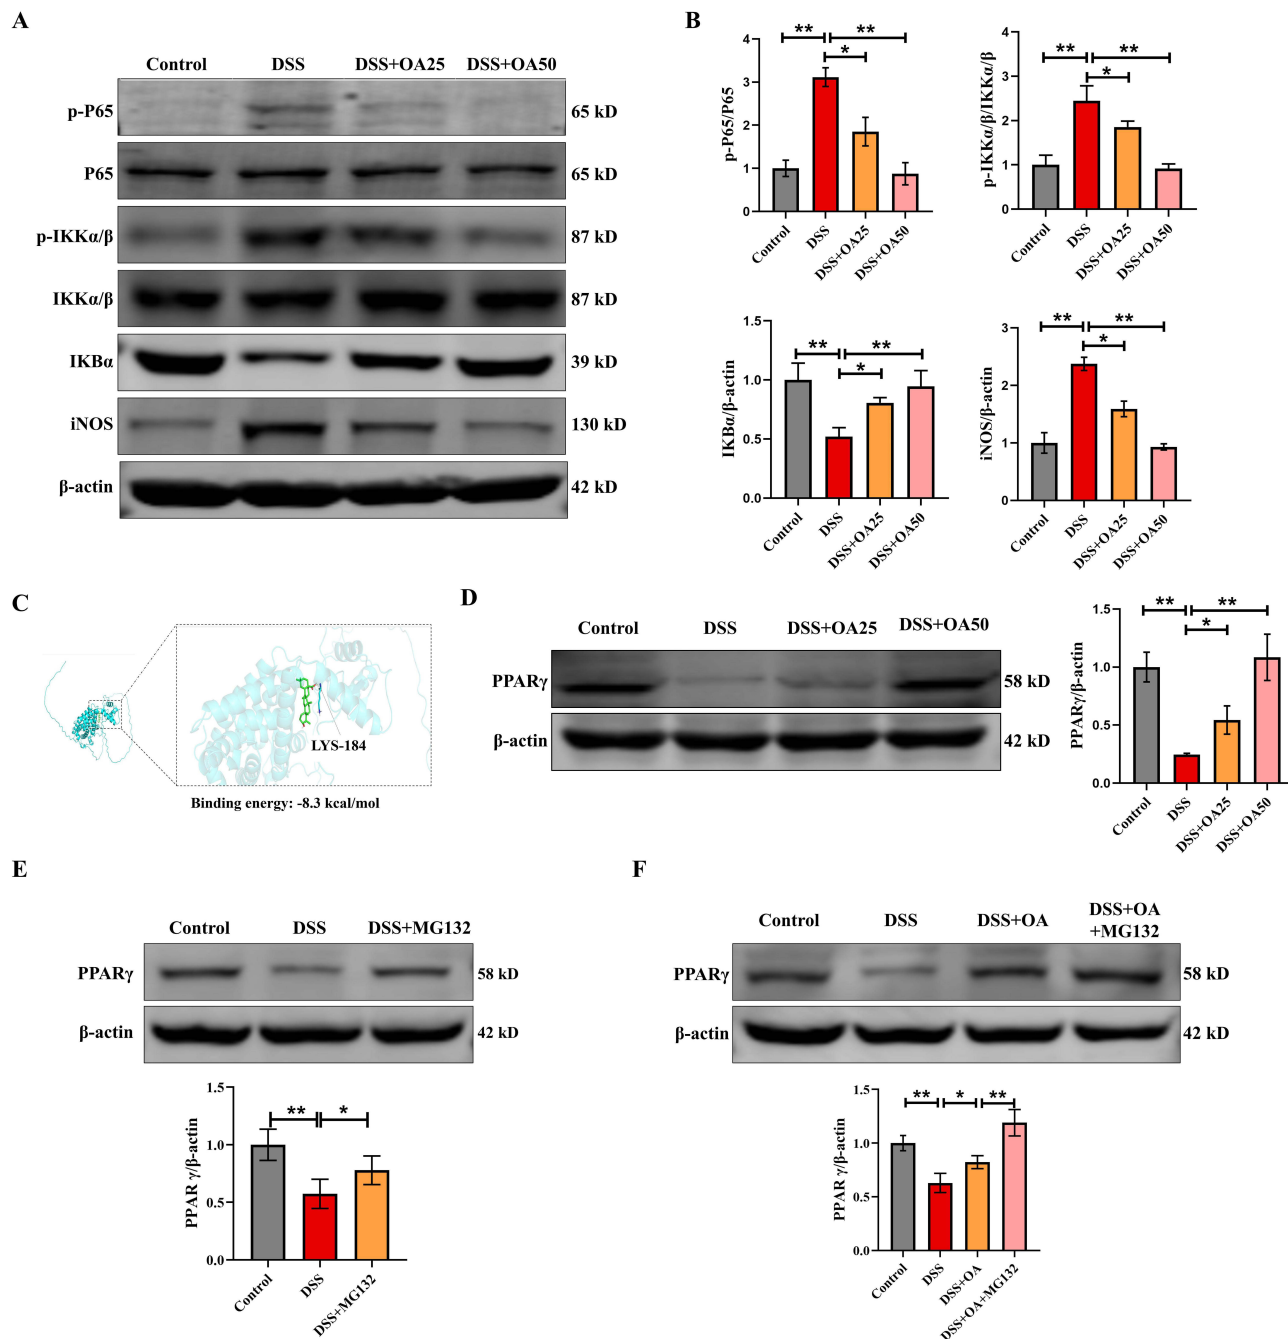 A
Control DSS DSS+OA25 DSS+OA50
p-P65 65 kD
P65 65 kD
p-IKKα/β 87 kD
IKKα/β 87 kD
IKBα 39 kD
iNOS 130 kD
β-actin 42 kD
B
p-P65/P65
4
3
2
1
0
** **
*
Control DSS DSS+OA25 DSS+OA50
p-IKKα/β/IKKα/β
4
3
2
1
0
** **
*
Control DSS DSS+OA25 DSS+OA50
IKBα/β-actin
1.5
1.0
0.5
0.0
** **
*
Control DSS DSS+OA25 DSS+OA50
iNOS/β-actin
3
2
1
0
** **
*
Control DSS DSS+OA25 DSS+OA50
C
LYS-184
Binding energy: -8.3 kcal/mol
D
Control DSS DSS+OA25 DSS+OA50
PPARγ 58 kD
β-actin 42 kD
PPARγ/β-actin
1.5
1.0
0.5
0.0
** **
*
Control DSS DSS+OA25 DSS+OA50
E
Control DSS DSS+MG132
PPARγ 58 kD
β-actin 42 kD
PPAR γ/β-actin
1.5
1.0
0.5
0.0
** *
Control DSS DSS+MG132
F
Control DSS DSS+OA DSS+OA
+MG132
PPARγ 58 kD
β-actin 42 kD
PPAR γ/β-actin
1.5
1.0
0.5
0.0
** * **
Control DSS DSS+OA DSS+OA+MG132